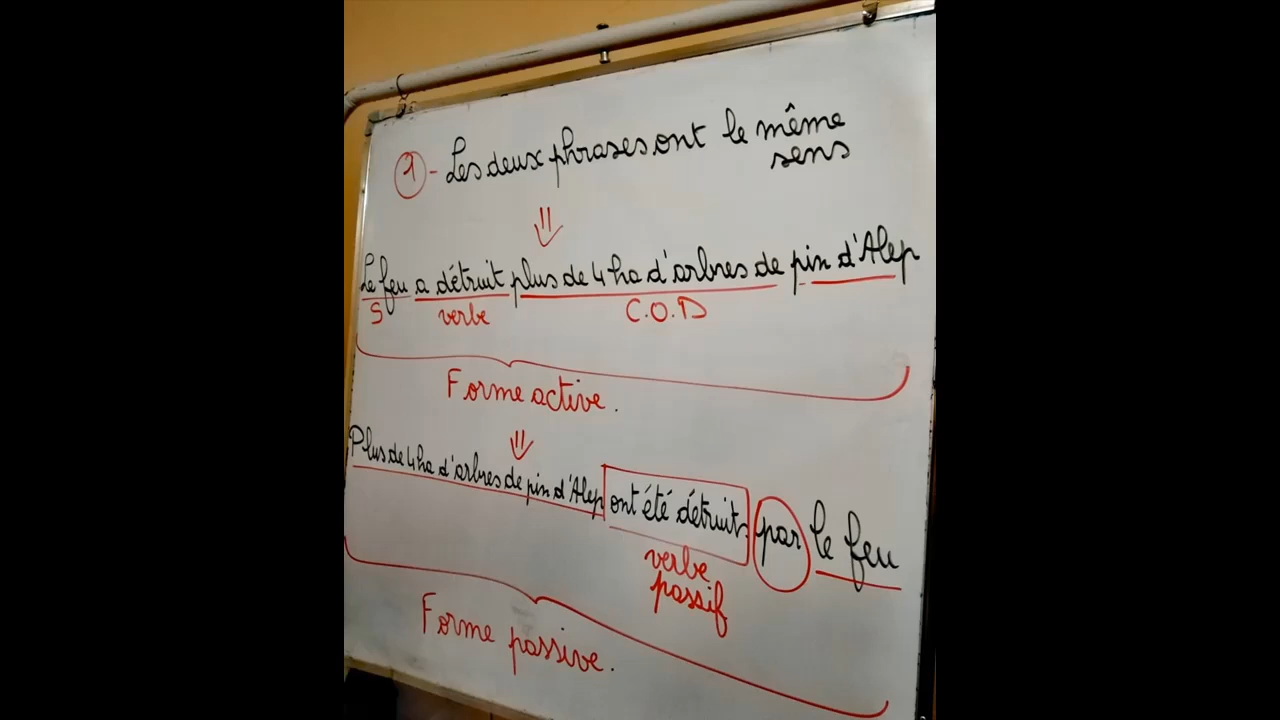 1 - Les deux phrases ont le même
sens
Le feu a détruit plus de 4 ha d'arbres de pin d'Alep
S verbe C.O.D
Forme active.
Plus de 4 ha d'arbres de pin d'Alep ont été détruits par le feu
verbe
passif
Forme passive.